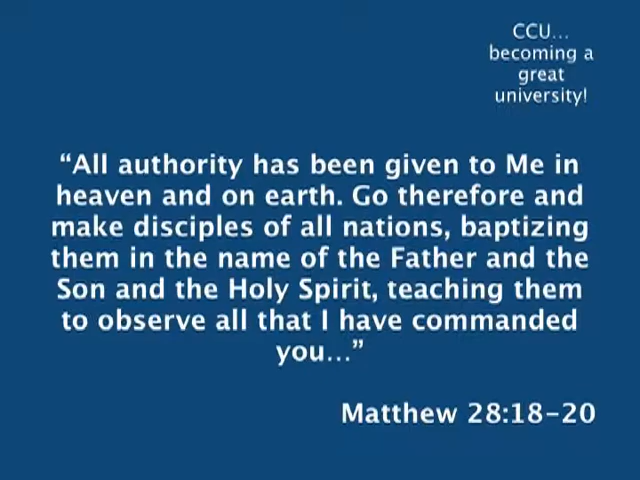 CCU...
becoming a
great
university!
“All authority has been given to Me in
heaven and on earth. Go therefore and
make disciples of all nations, baptizing
them in the name of the Father and the
Son and the Holy Spirit, teaching them
to observe all that I have commanded
you...”
Matthew 28:18-20